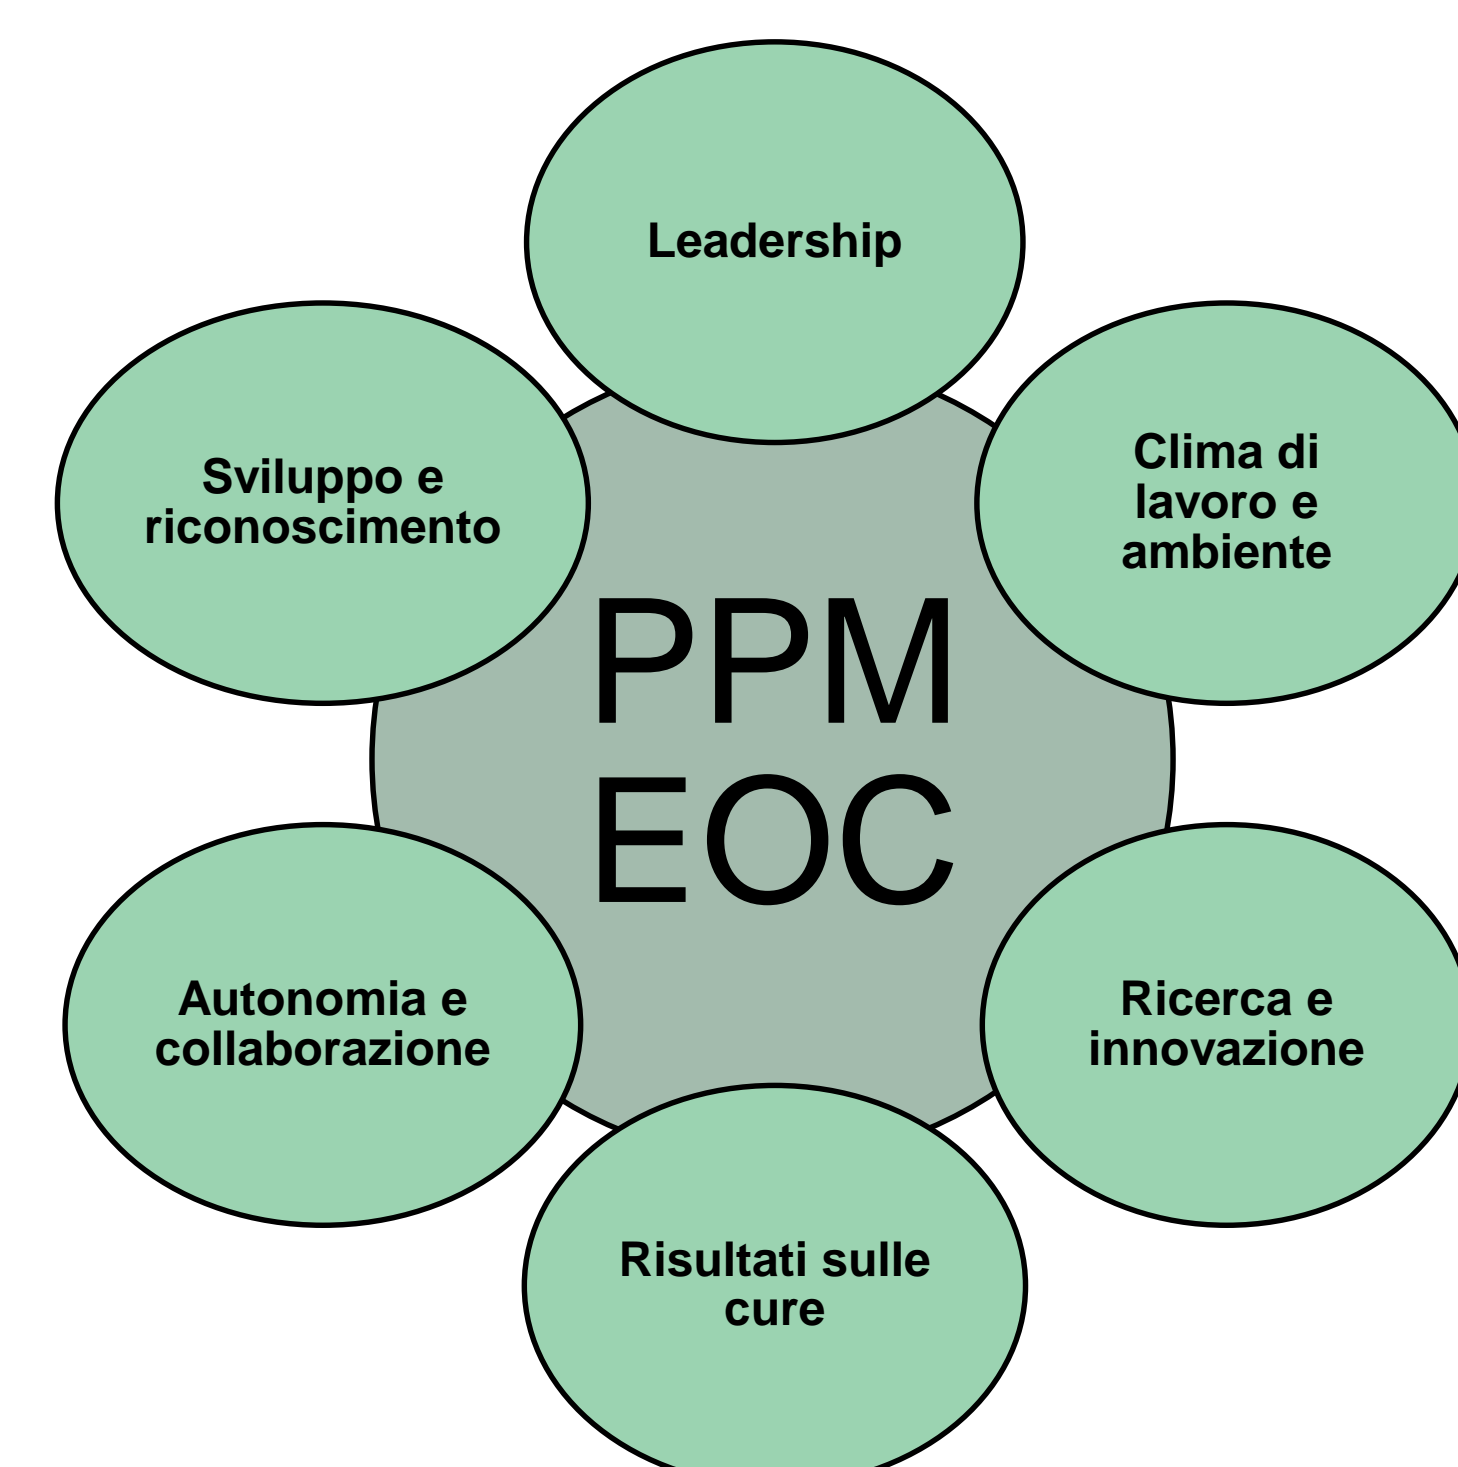 Leadership
Clima di
lavoro e
ambiente
Sviluppo e
riconoscimento
PPM
EOC
Autonomia e
collaborazione
Ricerca e
innovazione
Risultati sulle
cure